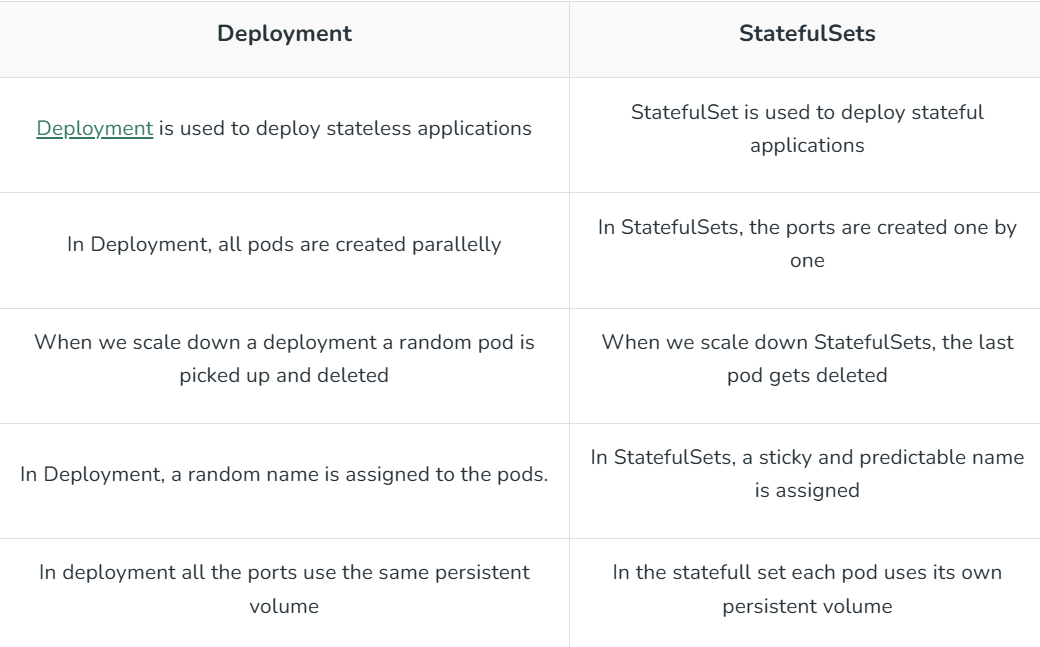 Deployment
StatefulSets
Deployment is used to deploy stateless applications
StatefulSet is used to deploy stateful
applications
In Deployment, all pods are created parallelly
In StatefulSets, the ports are created one by
one
When we scale down a deployment a random pod is
picked up and deleted
When we scale down StatefulSets, the last
pod gets deleted
In Deployment, a random name is assigned to the pods.
In StatefulSets, a sticky and predictable name
is assigned
In deployment all the ports use the same persistent
volume
In the statefull set each pod uses its own
persistent volume